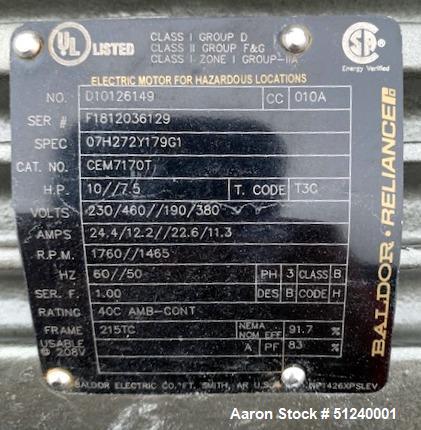 UL LISTED
CLASS I GROUP D
CLASS II GROUP F&G
CLASS I ZONE I GROUP-IIA
SA
Energy Verified
ELECTRIC MOTOR FOR HAZARDOUS LOCATIONS
NO. D10126149 CC 010A
SER # F1812036129
SPEC 07H272Y179G1
CAT. NO. CEM7170T
H.P. 10//7.5 T. CODE T3C
VOLTS 230/460//190/380
AMPS 24.4/12.2//22.6/11.3
R.P.M. 1760//1465
HZ 60//50 PH 3 CLASS B
SER. F. 1.00 DES B CODE H
RATING 40C AMB-CONT
FRAME 215TC NEMA NOM EFF 91.7 %
USABLE @ 208V A PF 83 %
BALDOR ELECTRIC CO. FT. SMITH, AR U.S.
BALDOR • RELIANCE
Aaron Stock # 51240001